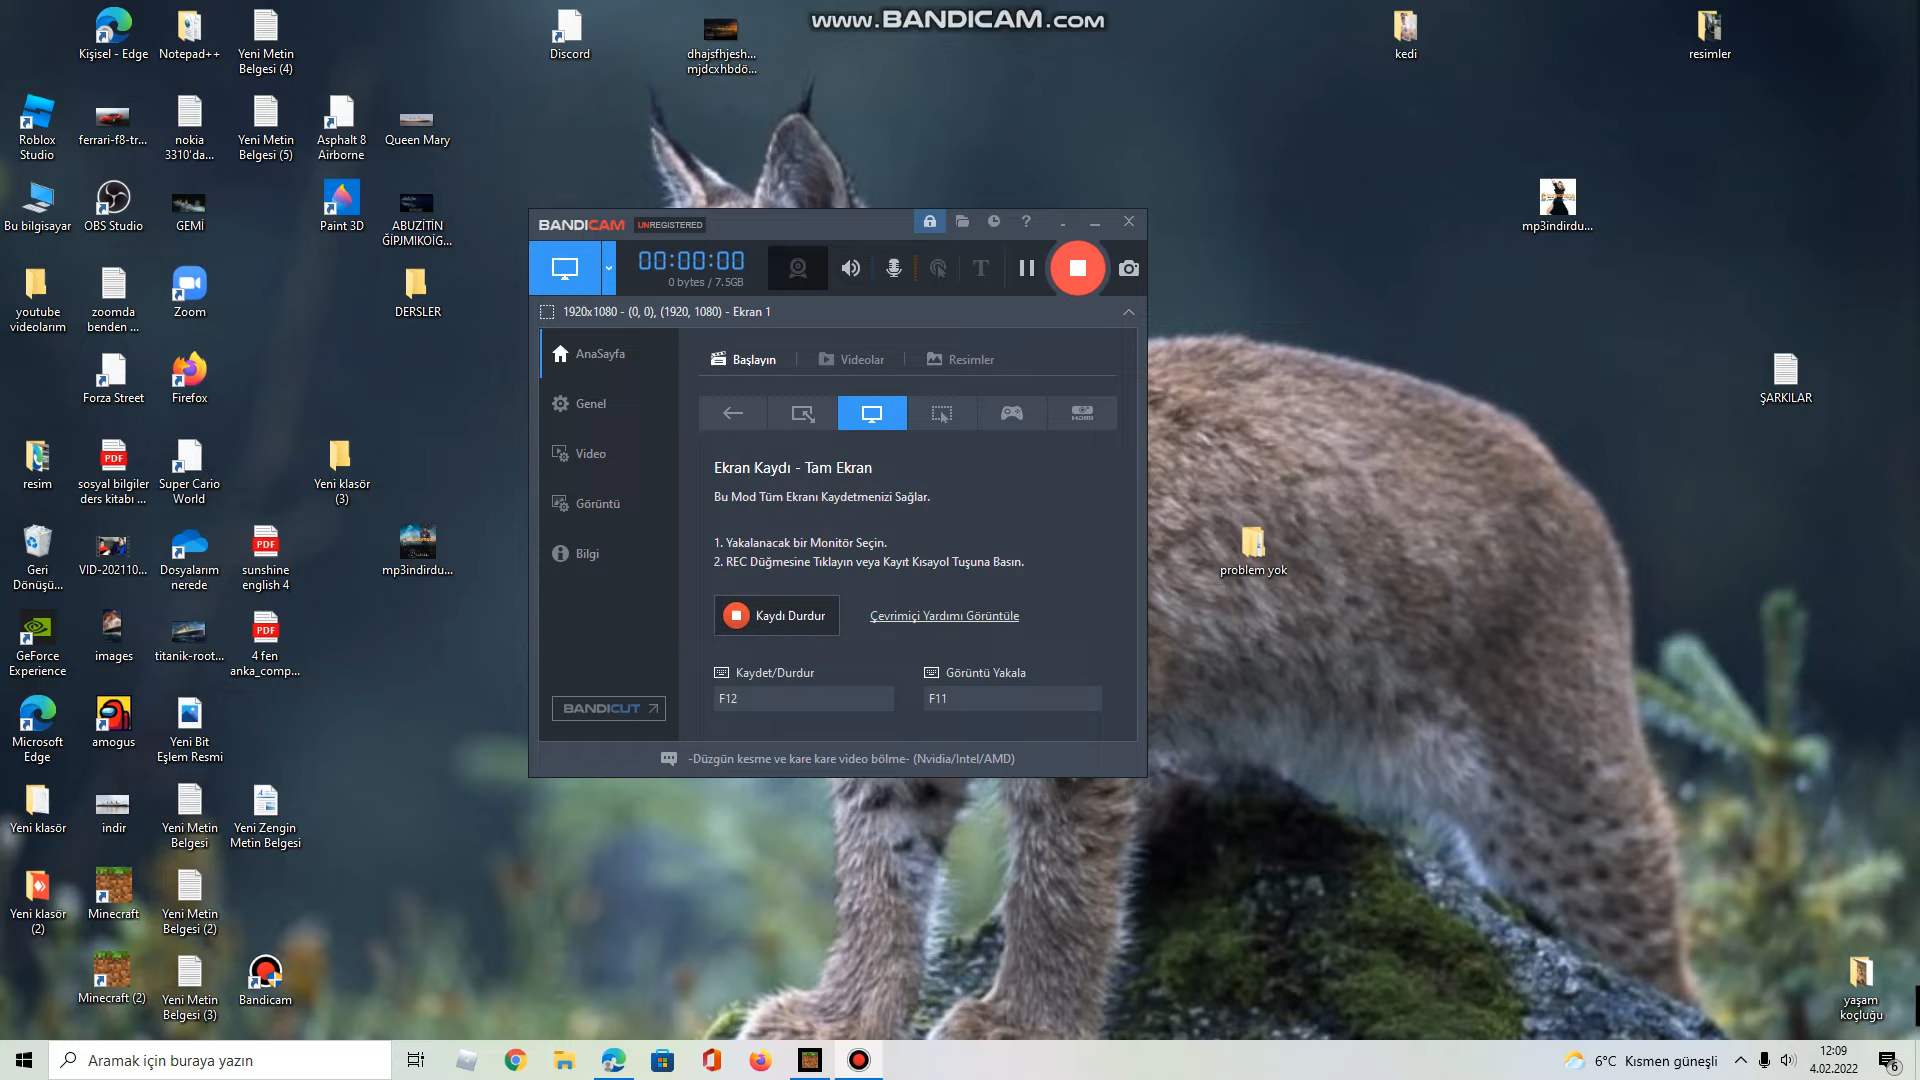 www.BANDICAM.com
Kişisel - Edge
Notepad++
Yeni Metin
Belgesi (4)
Discord
dhajsfhjesh...
mjdcxhbdö...
kedi
resimler
Roblox
Studio
ferrari-f8-tr...
nokia
3310'da...
Yeni Metin
Belgesi (5)
Asphalt 8
Airborne
Queen Mary
Bu bilgisayar
OBS Studio
GEMİ
Paint 3D
ABUZİTİN
ĞİPJMIKOİG...
mp3indirdu...
youtube
videolarım
zoomda
benden ...
Zoom
DERSLER
Forza Street
Firefox
ŞARKILAR
resim
sosyal bilgiler
ders kitabı ...
Super Cario
World
Yeni klasör
(3)
Geri
Dönüşü...
VID-202110...
Dosyalarım
nerede
PDF
sunshine
english 4
mp3indirdu...
problem yok
GeForce
Experience
images
titanik-root...
PDF
4 fen
anka_comp...
Microsoft
Edge
amogus
Yeni Bit
Eşlem Resmi
Yeni klasör
indir
Yeni Metin
Belgesi
Yeni Zengin
Metin Belgesi
Yeni klasör
(2)
Minecraft
Yeni Metin
Belgesi (2)
Minecraft (2)
Yeni Metin
Belgesi (3)
Bandicam
yaşam
koçluğu
BANDICAM UNREGISTERED
00:00:00
0 bytes / 7.5GB
1920x1080 - (0, 0), (1920, 1080) - Ekran 1
AnaSayfa
Genel
Video
Görüntü
Bilgi
BANDICUT
Başlayın
Videolar
Resimler
HDMI
Ekran Kaydı - Tam Ekran
Bu Mod Tüm Ekranı Kaydetmenizi Sağlar.
1. Yakalanacak bir Monitör Seçin.
2. REC Düğmesine Tıklayın veya Kayıt Kısayol Tuşuna Basın.
Kaydı Durdur
Çevrimiçi Yardımı Görüntüle
Kaydet/Durdur
Görüntü Yakala
F12
F11
-Düzgün kesme ve kare kare video bölme- (Nvidia/Intel/AMD)
Aramak için buraya yazın
6°C Kısmen güneşli
12:09
4.02.2022
6